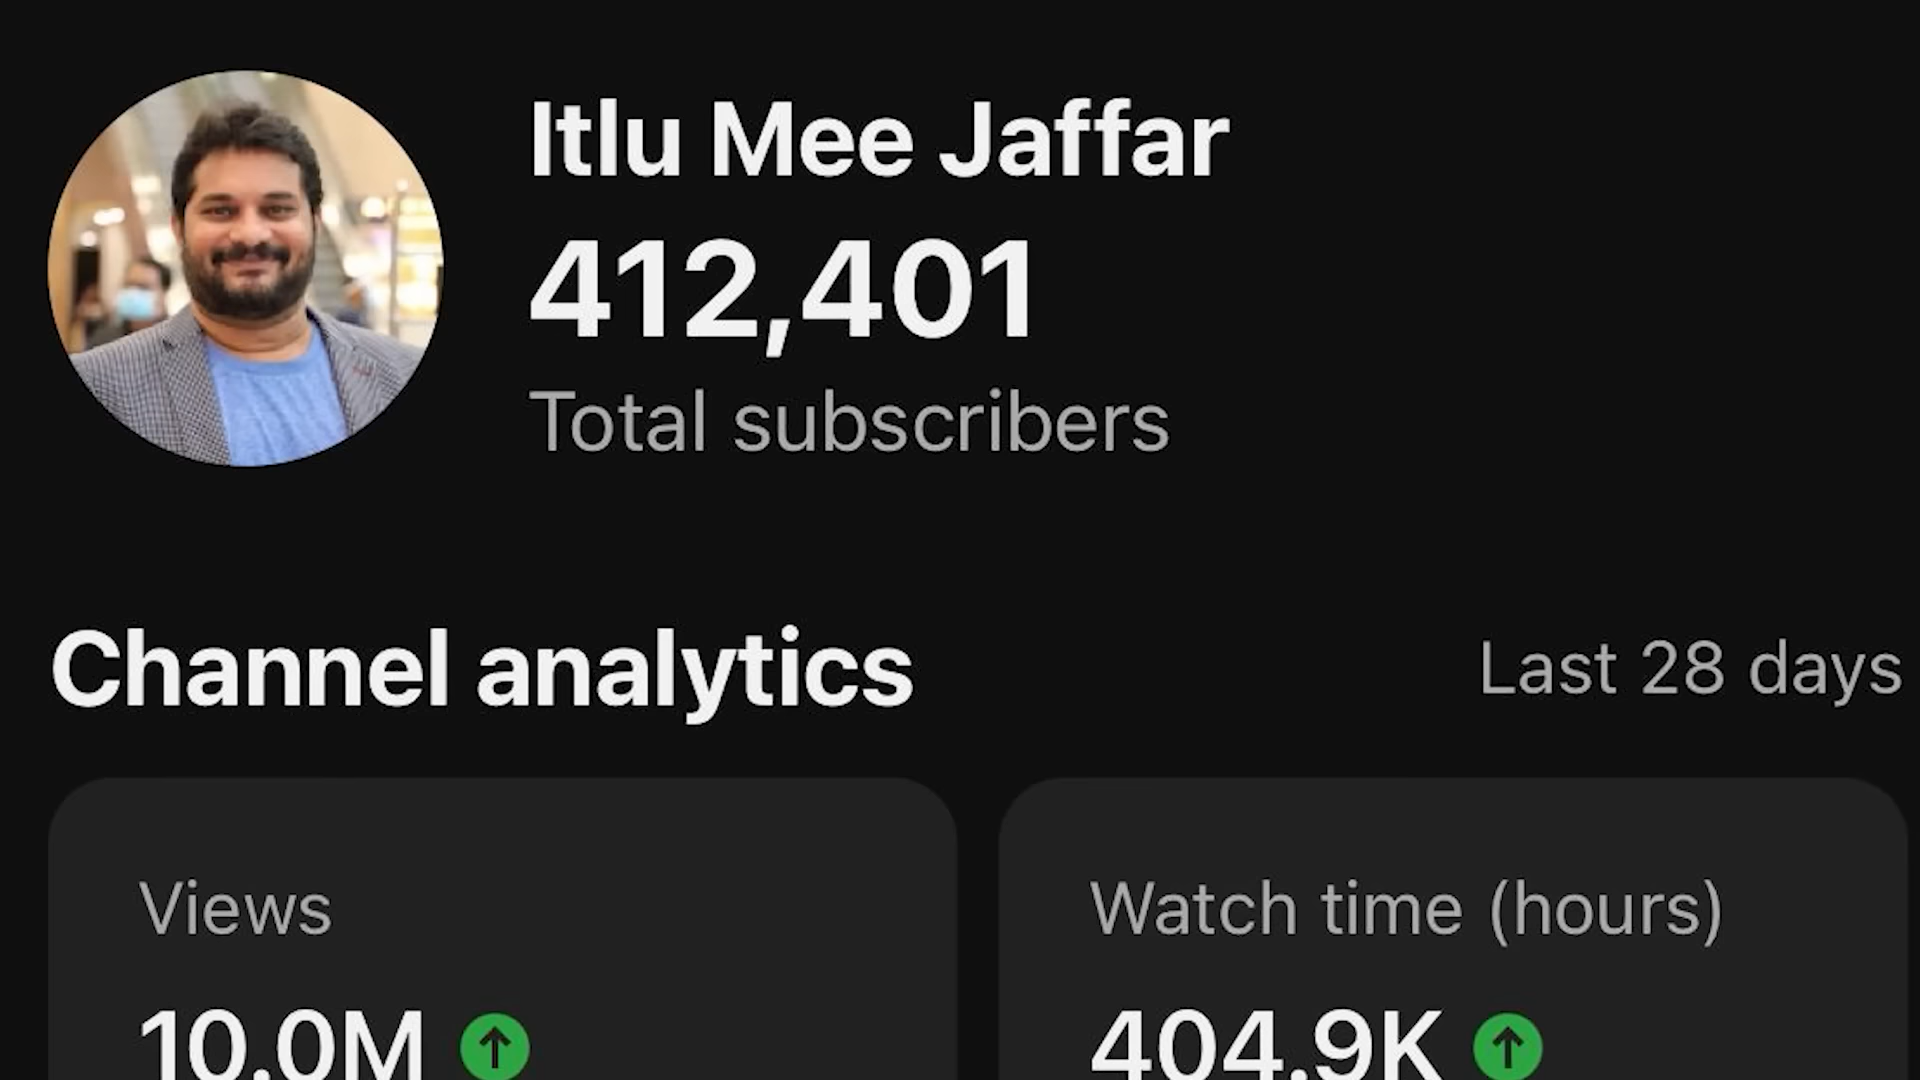 Itlu Mee Jaffar
412,401
Total subscribers
Channel analytics
Last 28 days
Views
Watch time (hours)
10.0M
404.9K